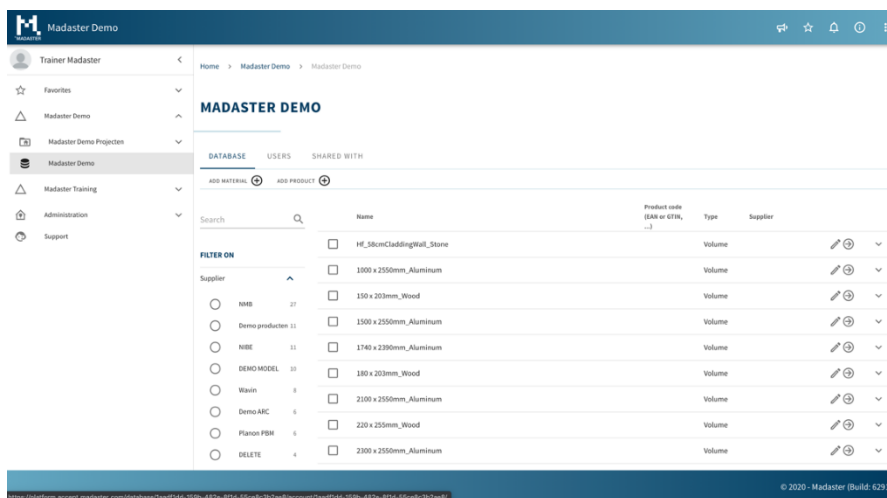 MADASTER
Madaster Demo
Trainer Madaster
Favorites
Madaster Demo
Madaster Demo Projecten
Madaster Demo
Madaster Training
Administration
Support
Home > Madaster Demo > Madaster Demo
MADASTER DEMO
DATABASE USERS SHARED WITH
ADD MATERIAL ADD PRODUCT
Search
FILTER ON
Supplier
NMB 27
Demo producten 11
NIBE 11
DEMO MODEL 10
Wavin 8
Demo ARC 6
Planon PBM 6
DELETE 4
Name Product code (EAN or GTIN, ...) Type Supplier
Hf_58cmCladdingWall_Stone Volume
1000 x 2550mm_Aluminum Volume
150 x 203mm_Wood Volume
1500 x 2550mm_Aluminum Volume
1740 x 2390mm_Aluminum Volume
180 x 203mm_Wood Volume
2100 x 2550mm_Aluminum Volume
220 x 255mm_Wood Volume
2300 x 2550mm_Aluminum Volume
© 2020 - Madaster (Build: 629